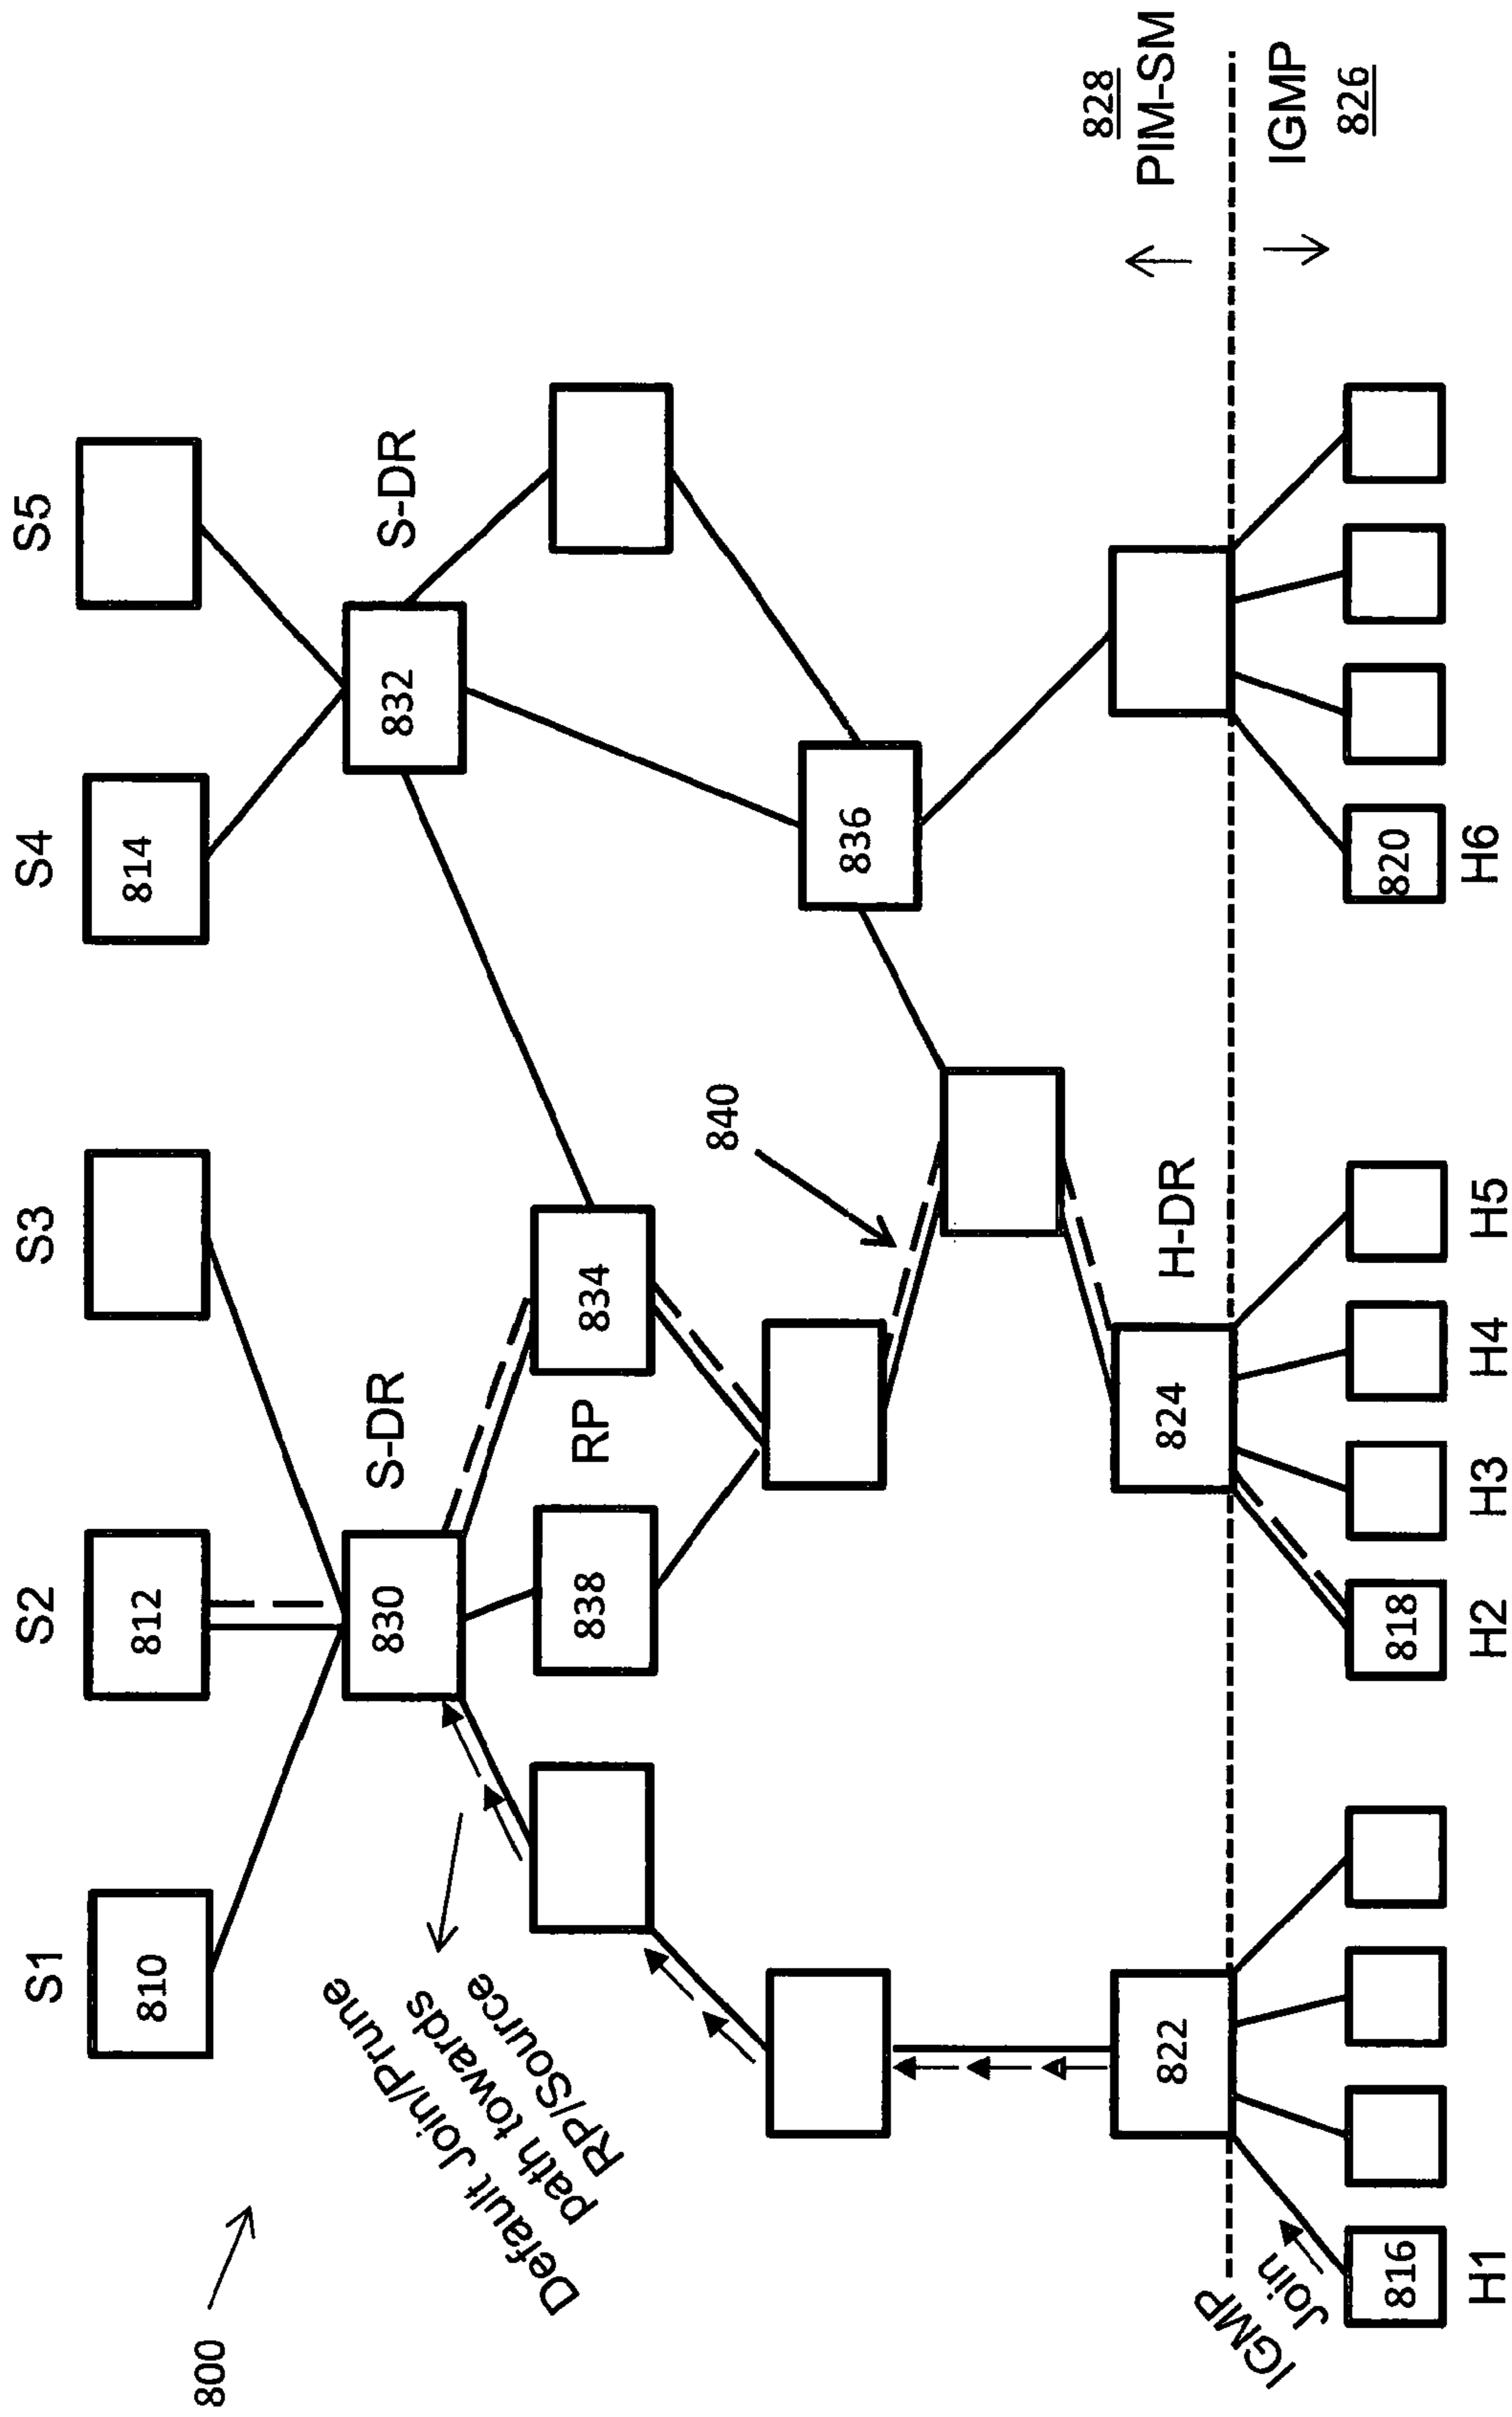 800
S1
S2
S3
S4
S5
810
812
814
S-DR
S-DR
830
832
Default Join/Prune
path towards
RP/Source
838
RP
834
840
836
H-DR
822
824
828
PIM-SM
IGMP
826
IGMP
Join
816
818
820
H1
H2
H3
H4
H5
H6